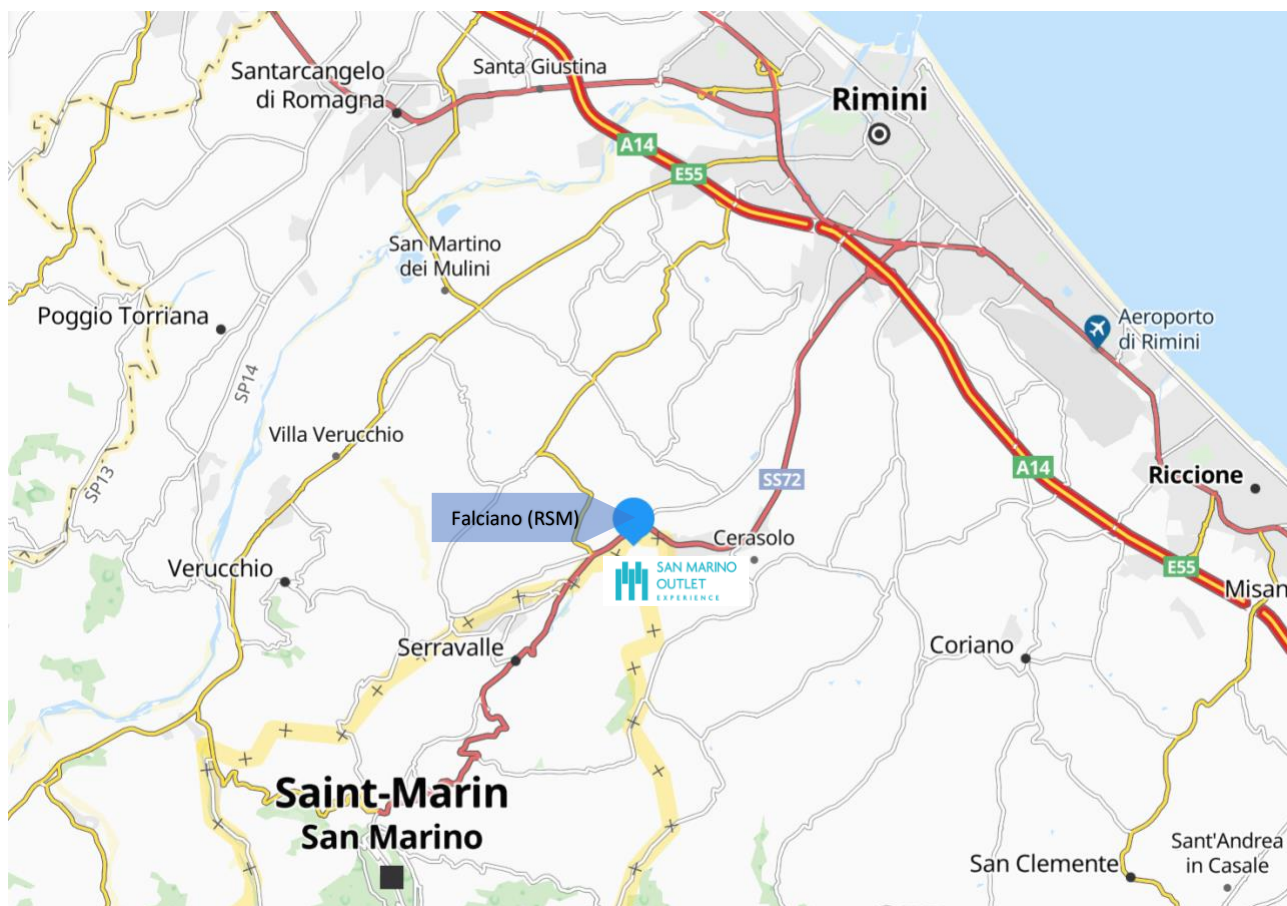 Santarcangelo
di Romagna
Santa Giustina
Rimini
A14
E55
San Martino
dei Mulini
Poggio Torriana
Aeroporto
di Rimini
SP14
Villa Verucchio
SP13
SS72
A14
Riccione
Falciano (RSM)
Cerasolo
SAN MARINO
OUTLET
EXPERIENCE
Verucchio
E55
Misan
Serravalle
Coriano
Saint-Marin
San Marino
San Clemente
Sant'Andrea
in Casale